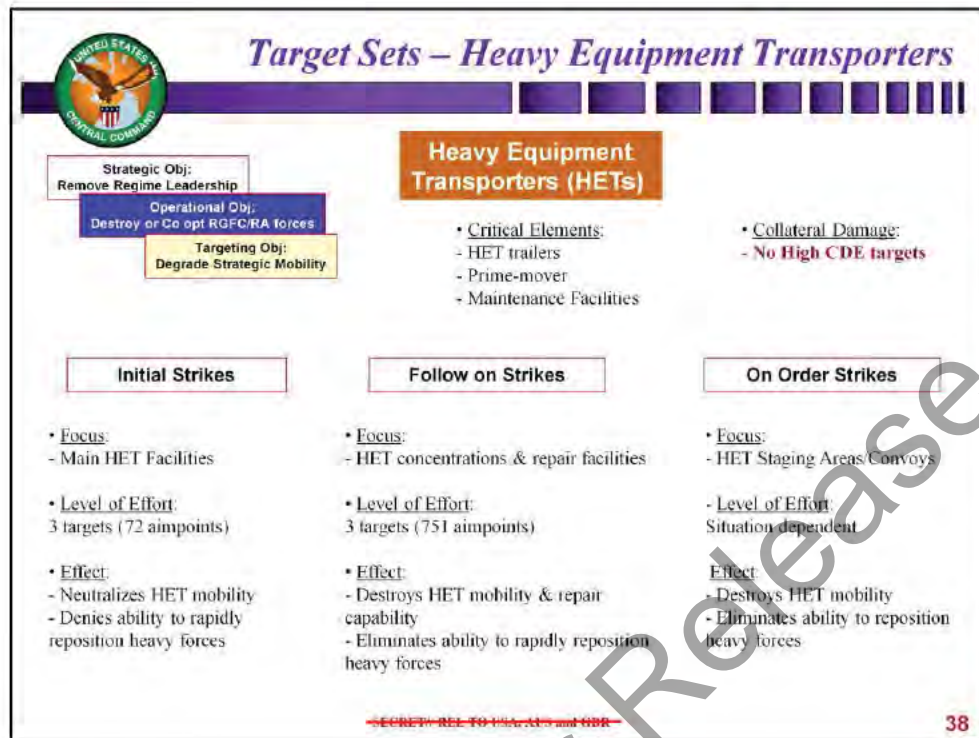 Target Sets – Heavy Equipment Transporters
UNITED STATES
CENTRAL COMMAND
Strategic Obj:
Remove Regime Leadership
Operational Obj:
Destroy or Co opt RGFC/RA forces
Targeting Obj:
Degrade Strategic Mobility
Heavy Equipment
Transporters (HETs)
• Critical Elements:
- HET trailers
- Prime-mover
- Maintenance Facilities
• Collateral Damage:
- No High CDE targets
Initial Strikes
• Focus:
- Main HET Facilities
• Level of Effort:
3 targets (72 aimpoints)
• Effect:
- Neutralizes HET mobility
- Denies ability to rapidly
reposition heavy forces
Follow on Strikes
• Focus:
- HET concentrations & repair facilities
• Level of Effort:
3 targets (751 aimpoints)
• Effect:
- Destroys HET mobility & repair
capability
- Eliminates ability to rapidly reposition
heavy forces
On Order Strikes
• Focus:
- HET Staging Areas/Convoys
- Level of Effort:
Situation dependent
Effect:
- Destroys HET mobility
- Eliminates ability to reposition
heavy forces
Release
SECRET// REL TO USA, AUS and GBR
38